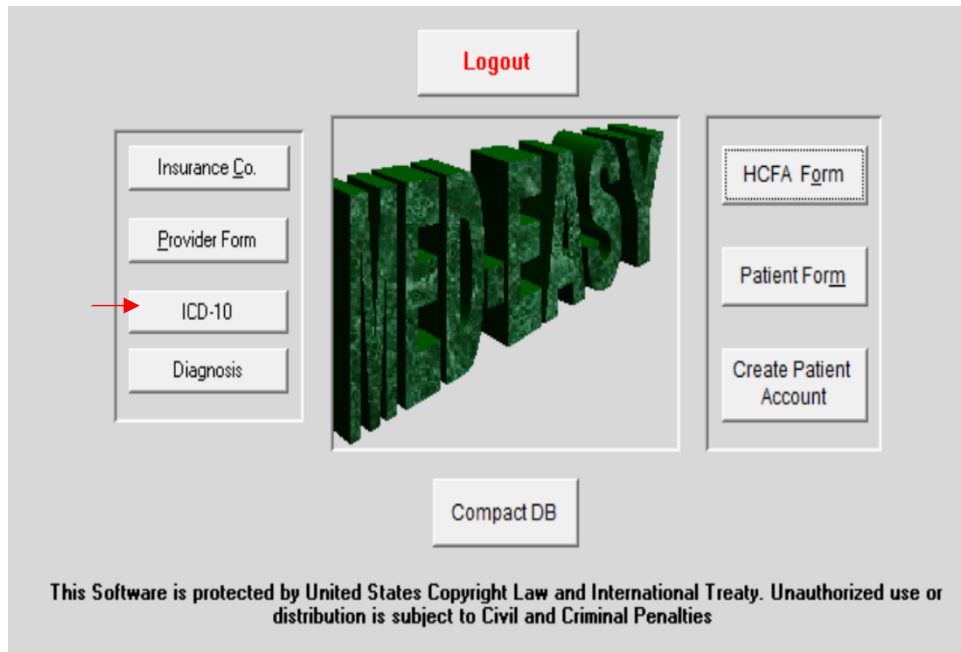 Logout
Insurance Co.
Provider Form
ICD-10
Diagnosis
MED-EASY
HCFA Form
Patient Form
Create Patient
Account
Compact DB
This Software is protected by United States Copyright Law and International Treaty. Unauthorized use or
distribution is subject to Civil and Criminal Penalties